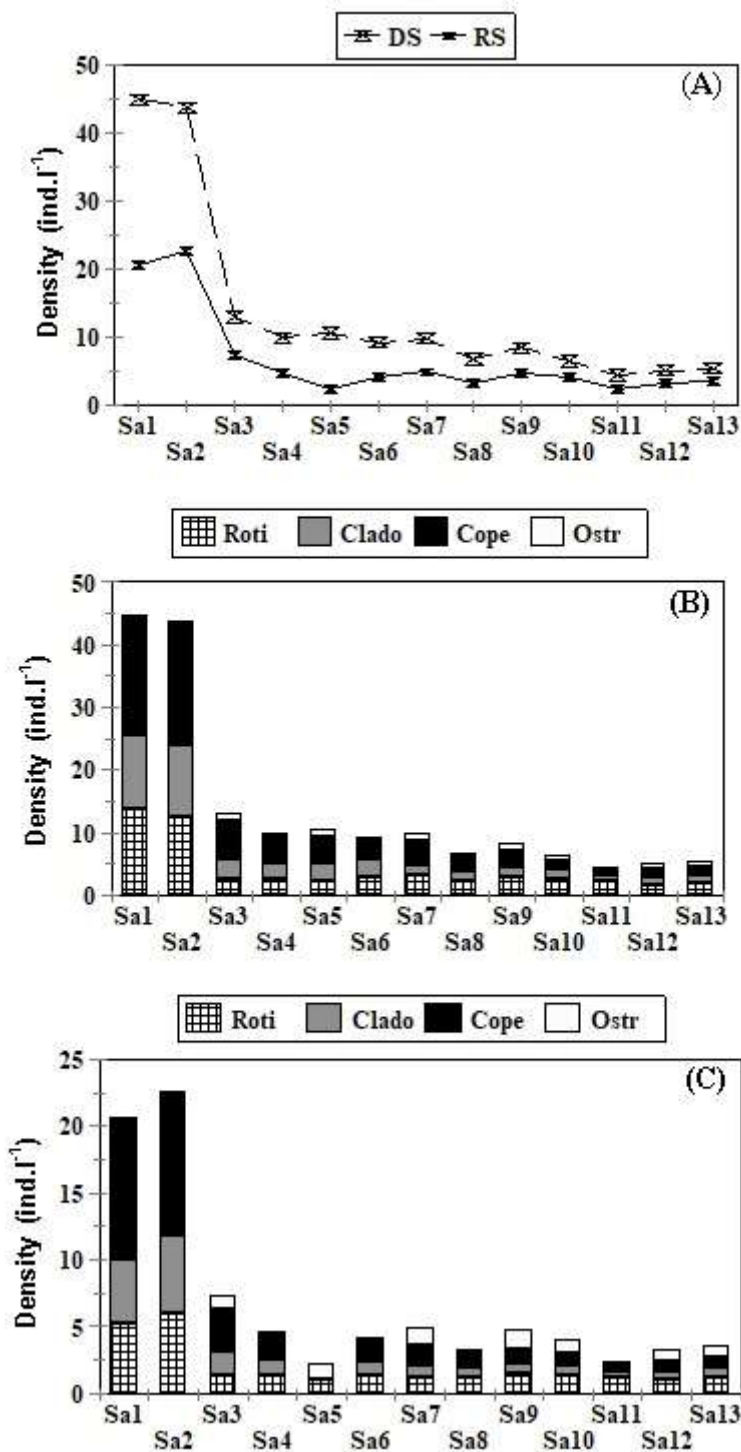 DS RS
(A)
Density (ind.l⁻¹)
50
40
30
20
10
0
Sa1 Sa3 Sa5 Sa7 Sa9 Sa11 Sa13
Sa2 Sa4 Sa6 Sa8 Sa10 Sa12
Roti Clado Cope Ostr
(B)
Density (ind.l⁻¹)
50
40
30
20
10
0
Sa1 Sa3 Sa5 Sa7 Sa9 Sa11 Sa13
Sa2 Sa4 Sa6 Sa8 Sa10 Sa12
Roti Clado Cope Ostr
(C)
Density (ind.l⁻¹)
25
20
15
10
5
0
Sa1 Sa3 Sa5 Sa7 Sa9 Sa11 Sa13
Sa2 Sa4 Sa6 Sa8 Sa10 Sa12